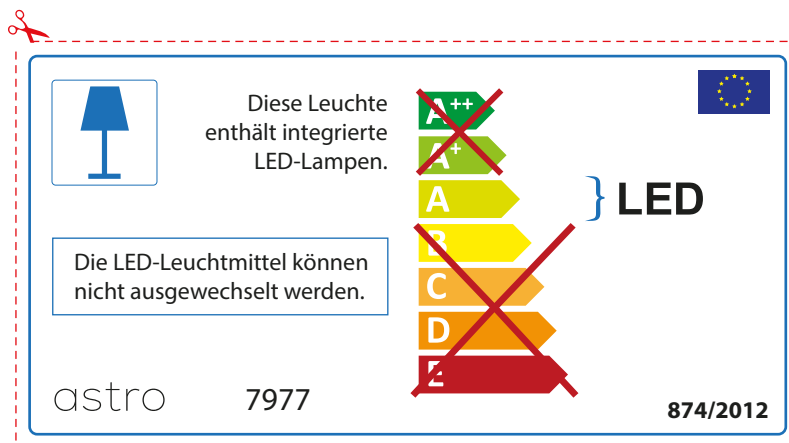 Diese Leuchte
enthält integrierte
LED-Lampen.
Die LED-Leuchtmittel können
nicht ausgewechselt werden.
A++
A+
A
B
C
D
E
LED
astro
7977
874/2012